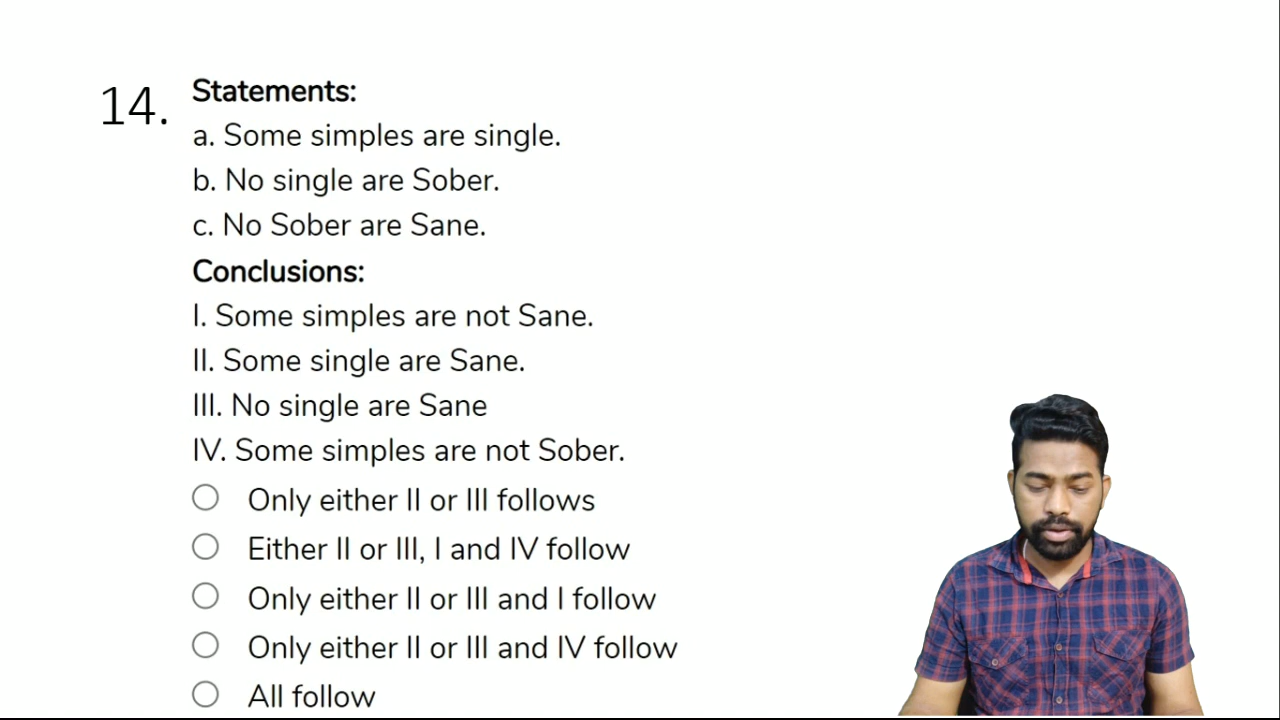 14.
Statements:
a. Some simples are single.
b. No single are Sober.
c. No Sober are Sane.
Conclusions:
I. Some simples are not Sane.
II. Some single are Sane.
III. No single are Sane
IV. Some simples are not Sober.
Only either II or III follows
Either II or III, I and IV follow
Only either II or III and I follow
Only either II or III and IV follow
All follow